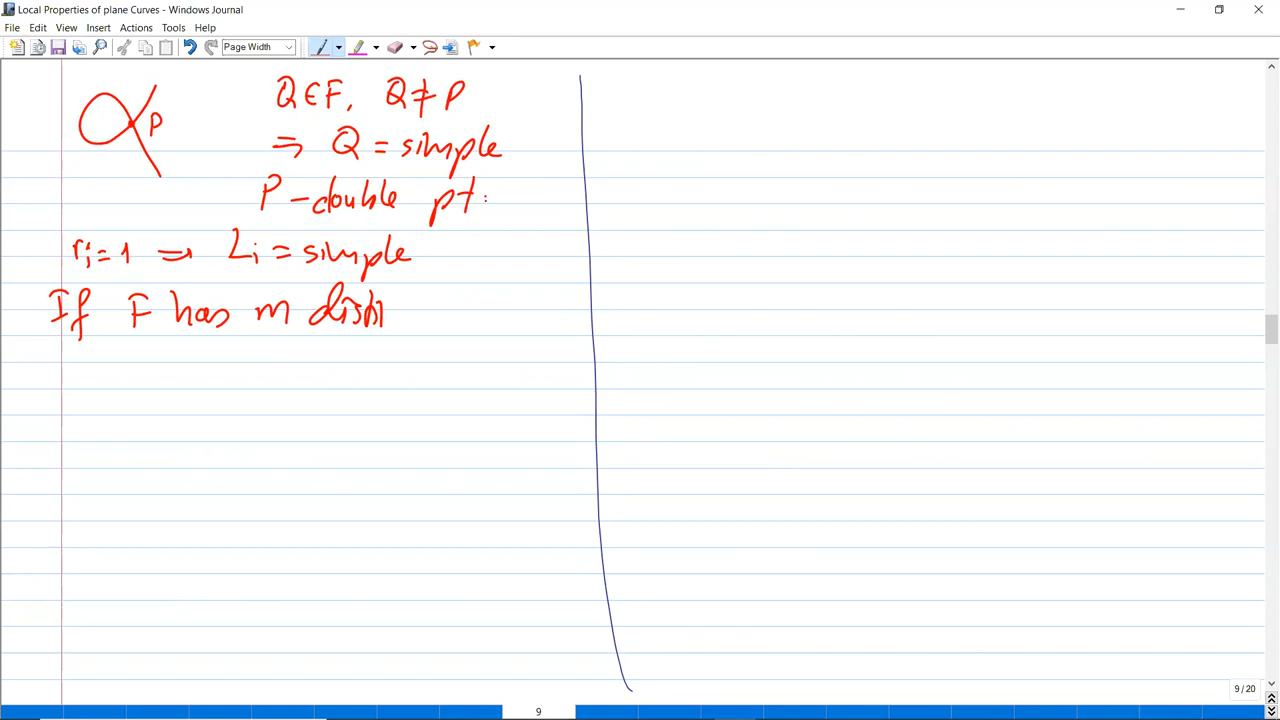 Local Properties of plane Curves - Windows Journal
File Edit View Insert Actions Tools Help
Page Width
P
Q∈F, Q≠P
⇒ Q = simple
P - double pt.
rᵢ = 1 ⇒ Lᵢ = simple
If F has m disti
9 / 20
9